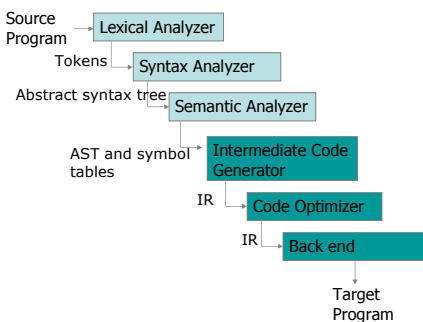 Source
Program
Lexical Analyzer
Tokens
Syntax Analyzer
Abstract syntax tree
Semantic Analyzer
AST and symbol
tables
Intermediate Code
Generator
IR
Code Optimizer
IR
Back end
Target
Program